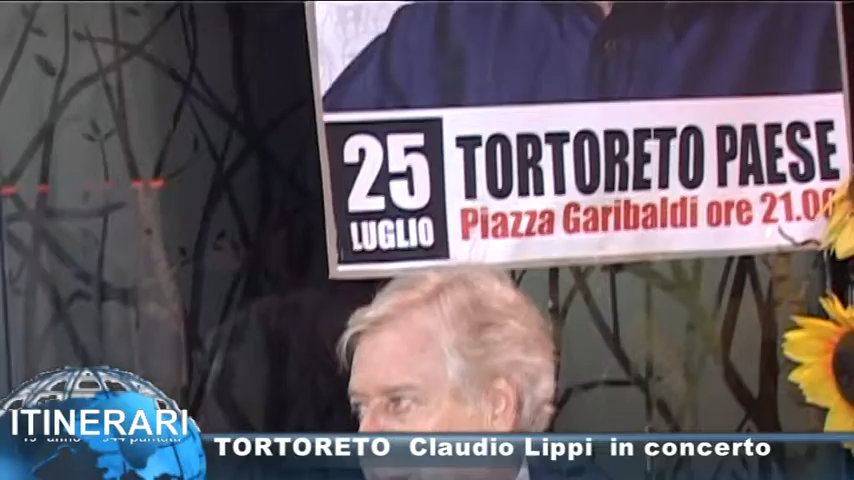 25
LUGLIO
TORTORETO PAESE
Piazza Garibaldi ore 21.00
ITINERARI
TORTORETO Claudio Lippi in concerto